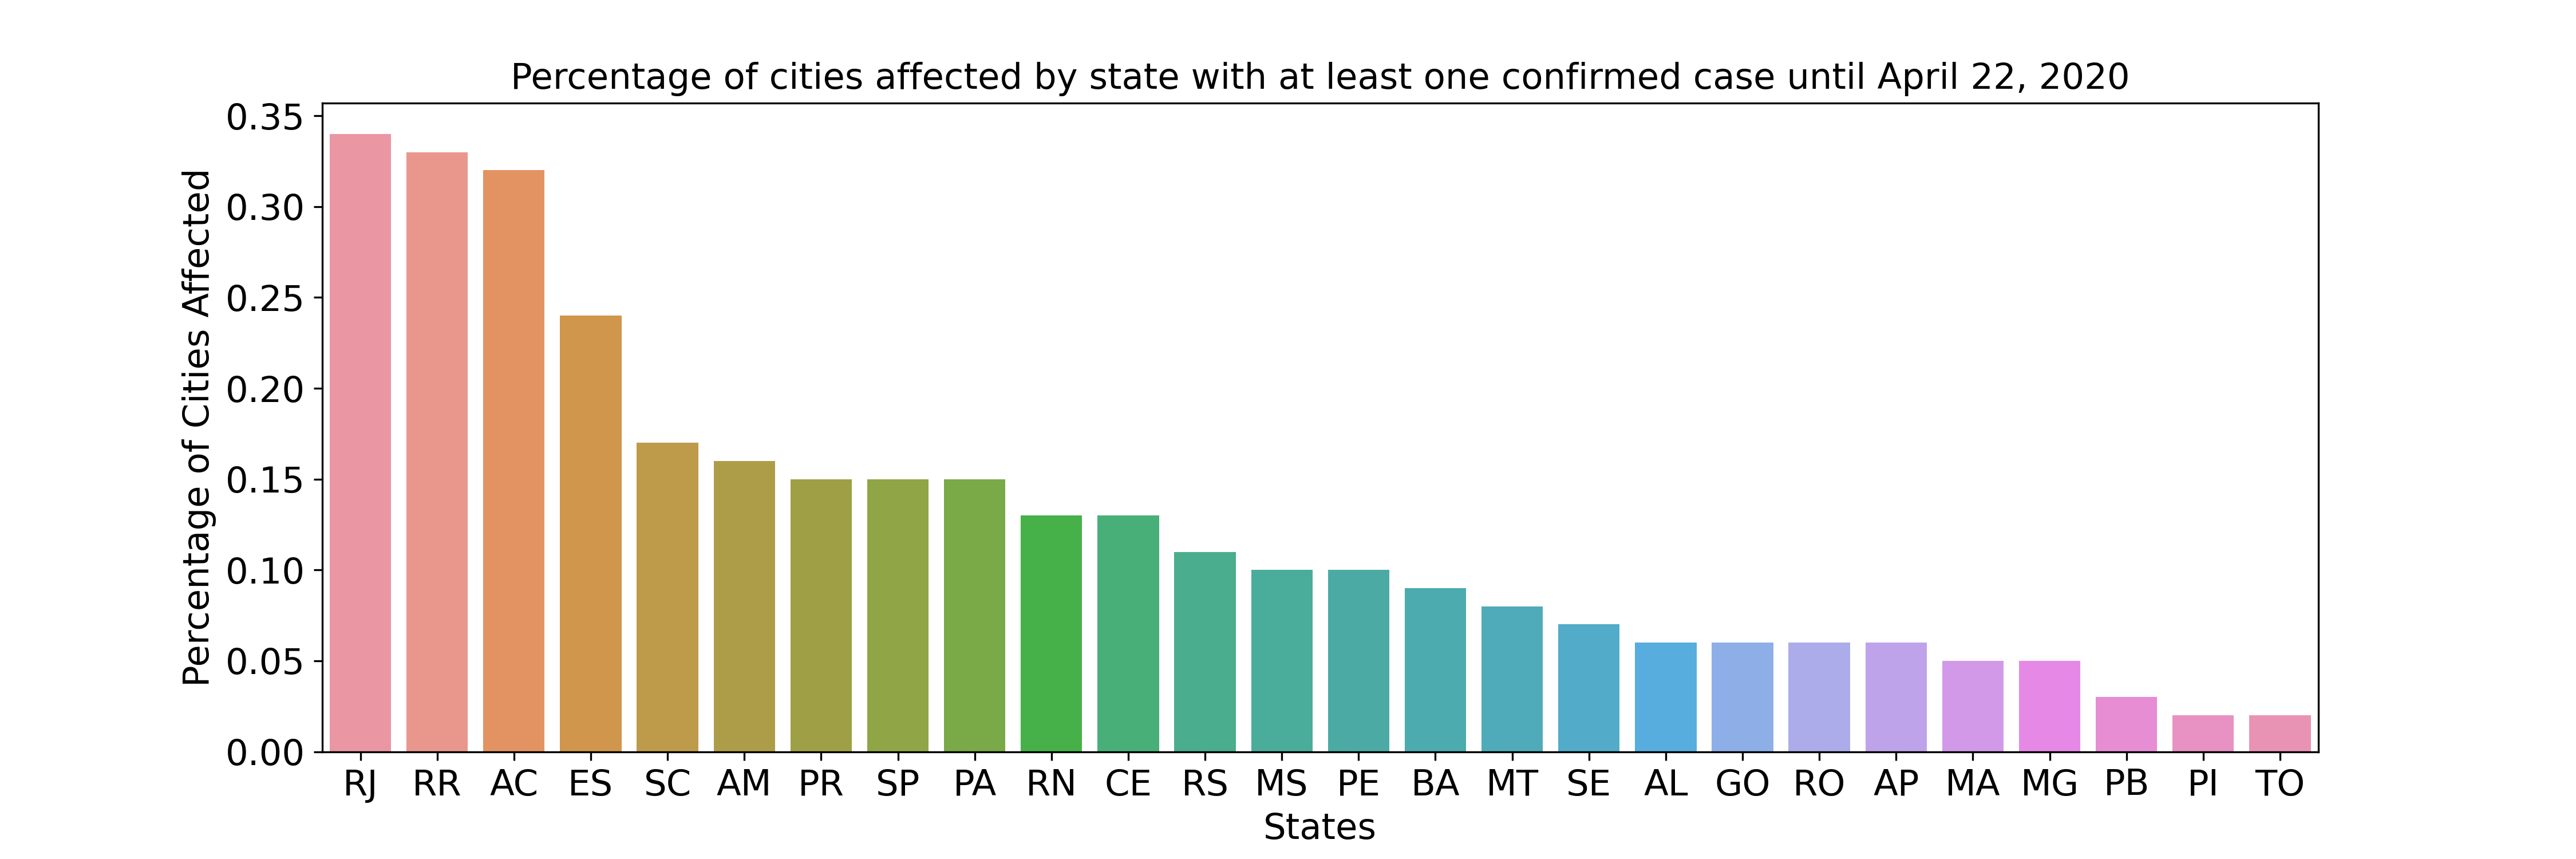 Percentage of cities affected by state with at least one confirmed case until April 22, 2020
Percentage of Cities Affected
0.35
0.30
0.25
0.20
0.15
0.10
0.05
0.00
RJ RR AC ES SC AM PR SP PA RN CE RS MS PE BA MT SE AL GO RO AP MA MG PB PI TO
States